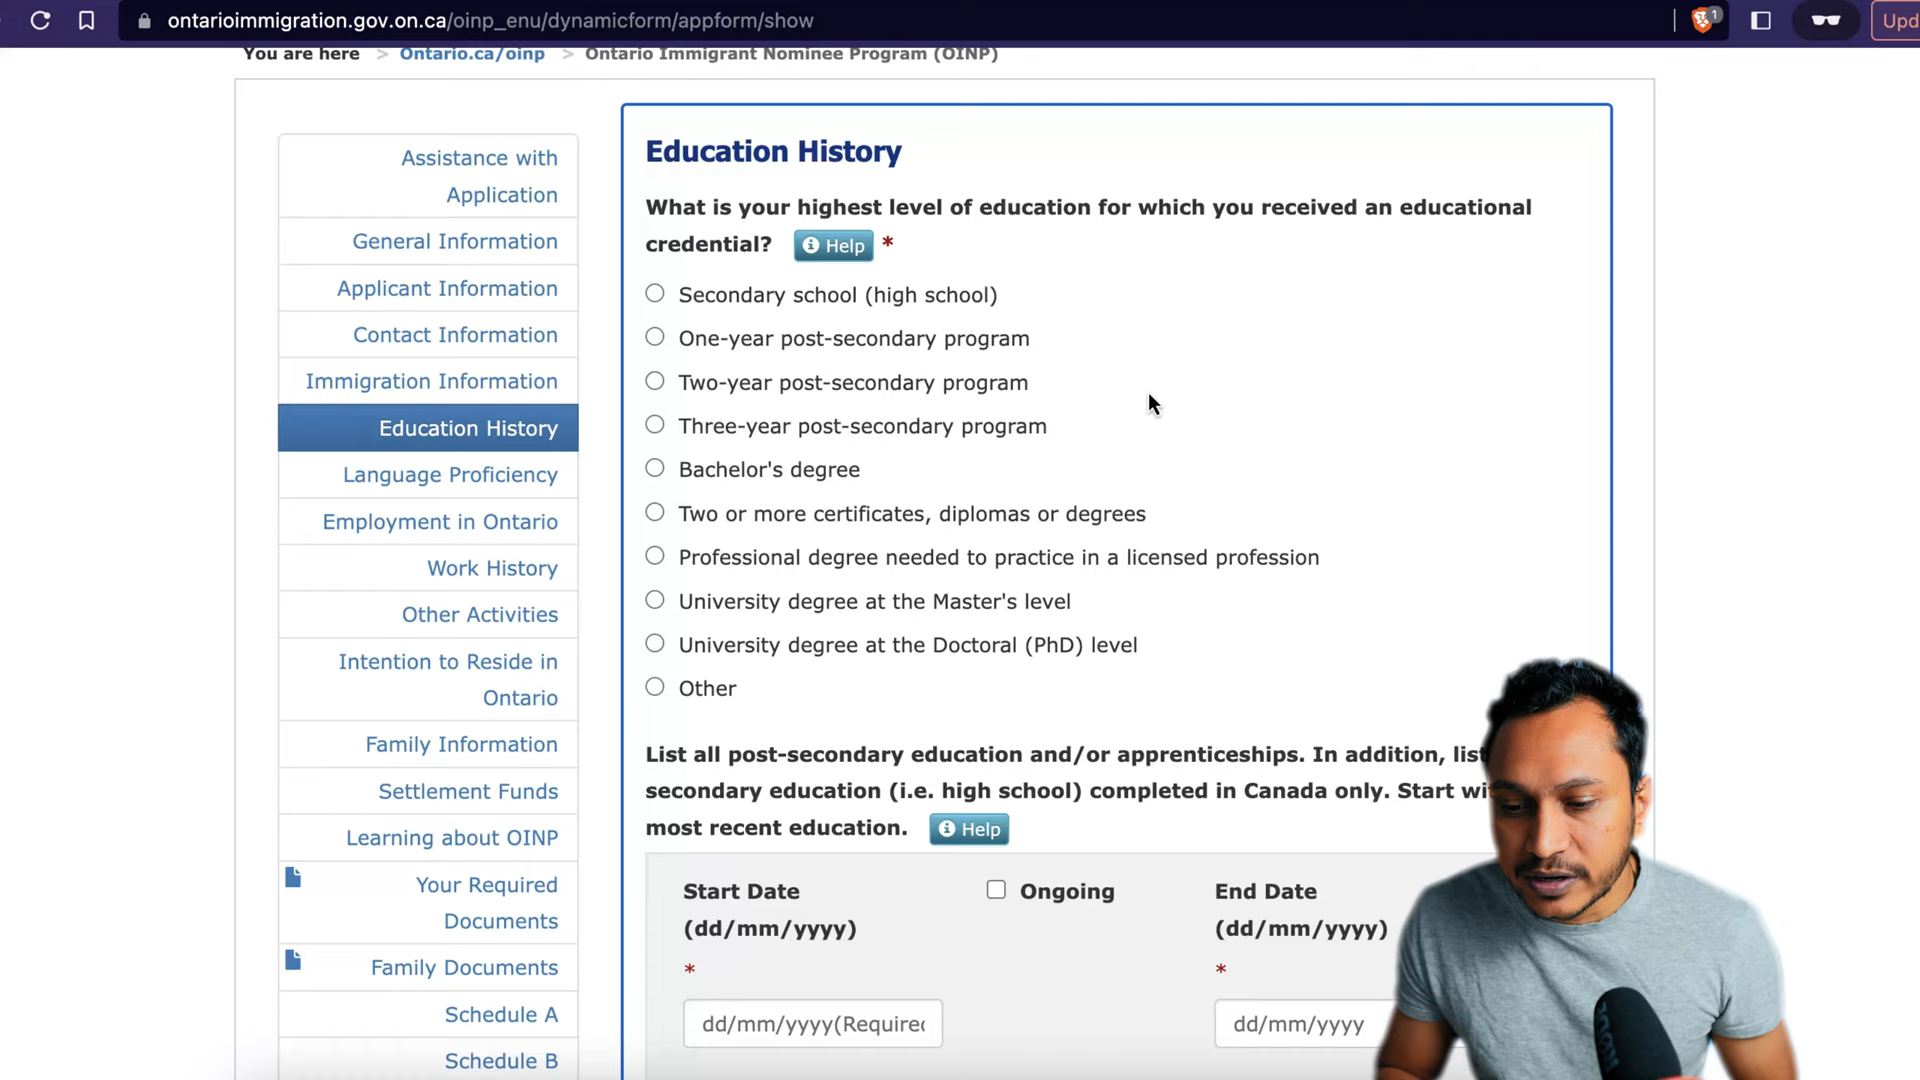 ontarioimmigration.gov.on.ca/oinp_enu/dynamicform/appform/show
1
Upd
You are here > Ontario.ca/oinp > Ontario Immigrant Nominee Program (OINP)
Assistance with
Application
General Information
Applicant Information
Contact Information
Immigration Information
Education History
Language Proficiency
Employment in Ontario
Work History
Other Activities
Intention to Reside in
Ontario
Family Information
Settlement Funds
Learning about OINP
Your Required
Documents
Family Documents
Schedule A
Schedule B
Education History
What is your highest level of education for which you received an educational
credential? Help *
Secondary school (high school)
One-year post-secondary program
Two-year post-secondary program
Three-year post-secondary program
Bachelor's degree
Two or more certificates, diplomas or degrees
Professional degree needed to practice in a licensed profession
University degree at the Master's level
University degree at the Doctoral (PhD) level
Other
List all post-secondary education and/or apprenticeships. In addition, list
secondary education (i.e. high school) completed in Canada only. Start wi
most recent education. Help
Start Date
(dd/mm/yyyy)
*
dd/mm/yyyy(Required
Ongoing
End Date
(dd/mm/yyyy)
*
dd/mm/yyyy